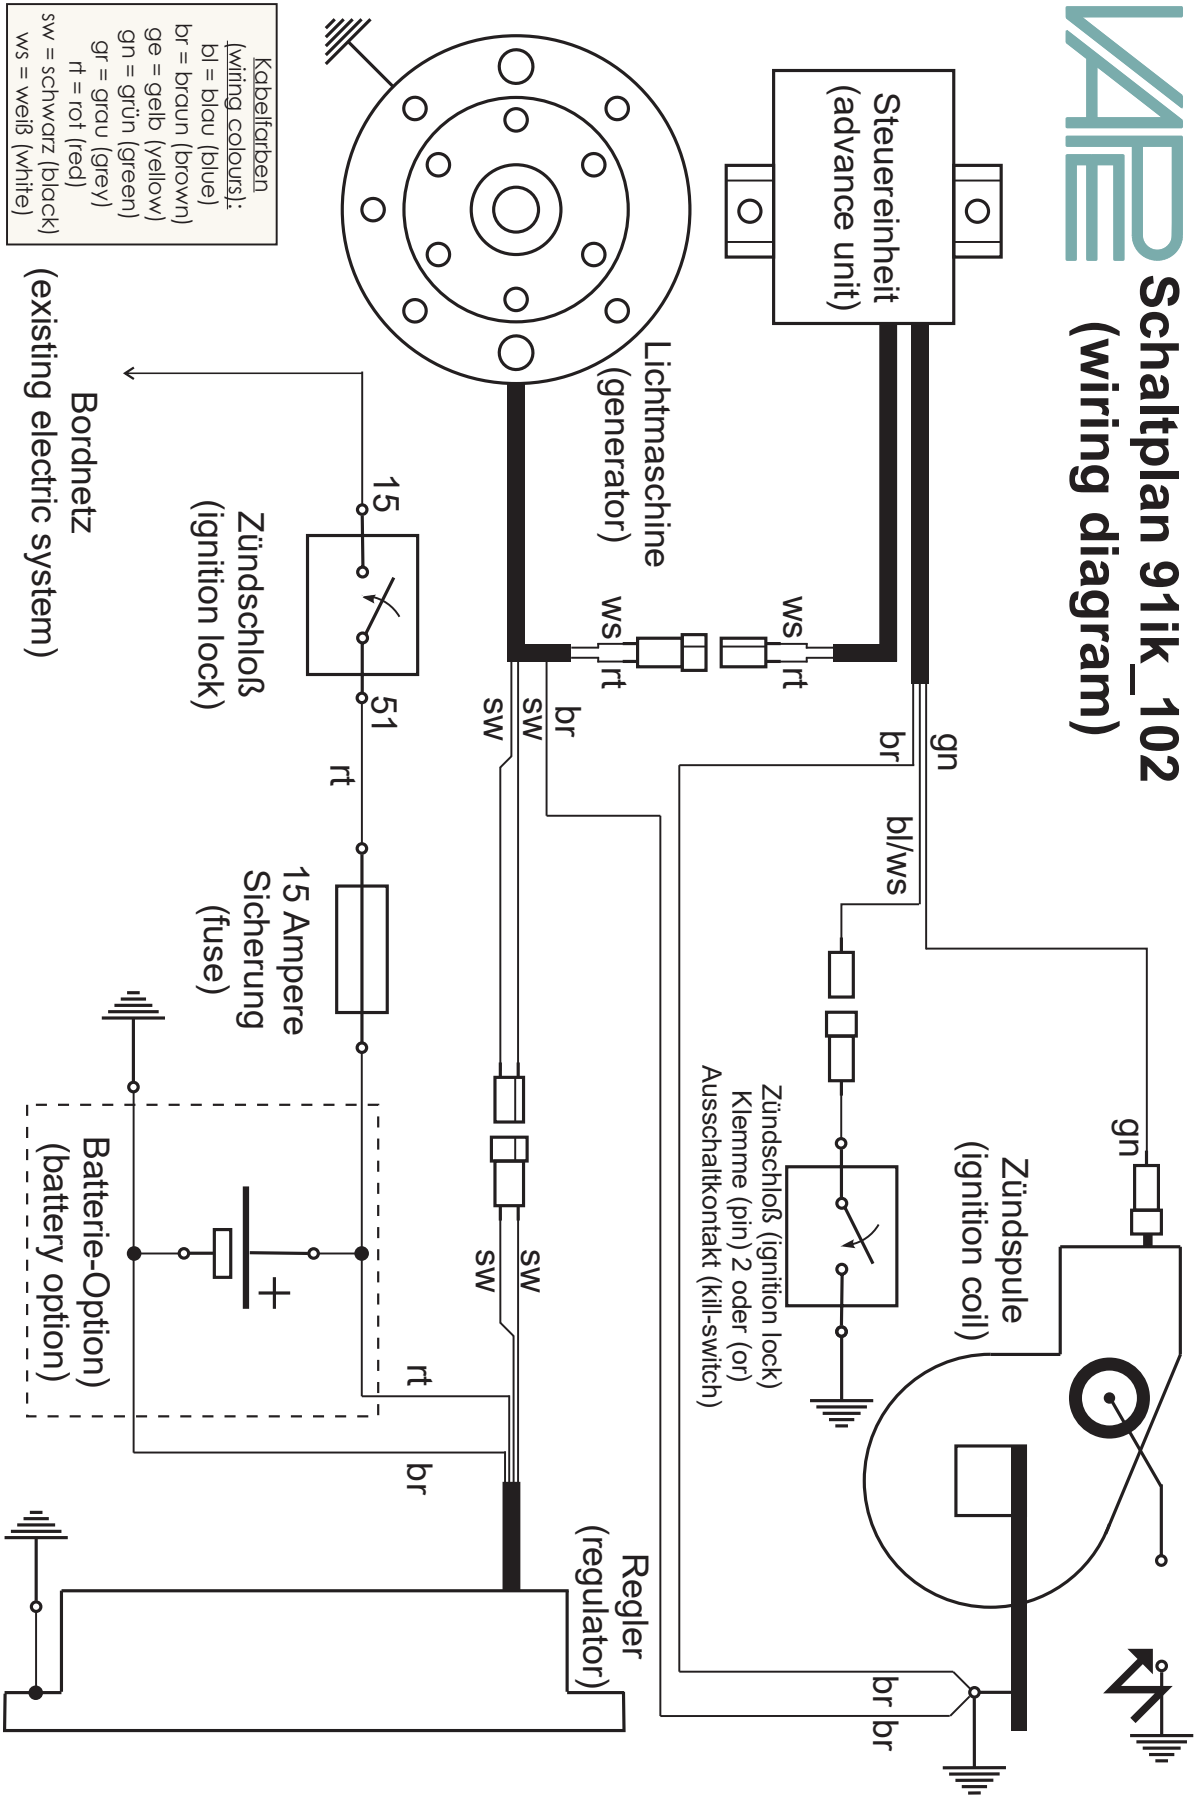 VAPE
Schaltplan 91ik_102
(wiring diagram)
Steuereinheit
(advance unit)
gn
br
bl/ws
gn
Zündspule
(ignition coil)
ws
rt
ws
rt
Zündschloß (ignition lock)
Klemme (pin) 2 oder (or)
Ausschaltkontakt (kill-switch)
br
br
Lichtmaschine
(generator)
br
sw
sw
sw
sw
Regler
(regulator)
rt
br
15
51
Zündschloß
(ignition lock)
rt
15 Ampere
Sicherung
(fuse)
+
Batterie-Option)
(battery option)
Bordnetz
(existing electric system)
Kabelfarben
(wiring colours):
bl = blau (blue)
br = braun (brown)
ge = gelb (yellow)
gn = grün (green)
gr = grau (grey)
rt = rot (red)
sw = schwarz (black)
ws = weiß (white)